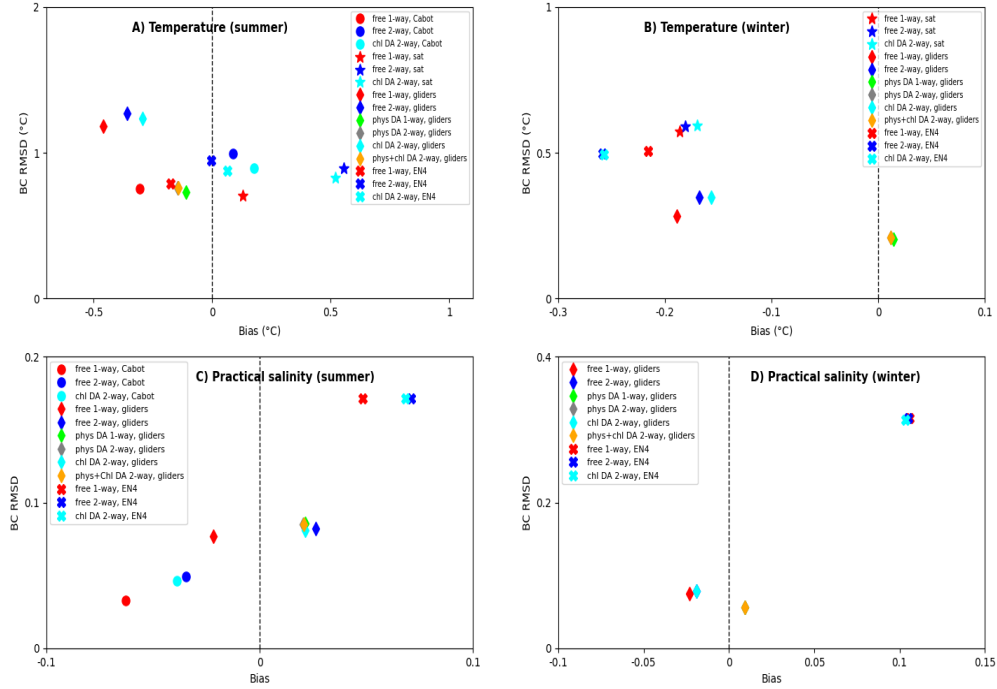 A) Temperature (summer)
free 1-way, Cabot
free 2-way, Cabot
chl DA 2-way, Cabot
free 1-way, sat
free 2-way, sat
chl DA 2-way, sat
free 1-way, gliders
free 2-way, gliders
phys DA 1-way, gliders
phys DA 2-way, gliders
chl DA 2-way, gliders
phys+chl DA 2-way, gliders
free 1-way, EN4
free 2-way, EN4
chl DA 2-way, EN4
2
1
0
BC RMSD (°C)
-0.5
0
0.5
1
Bias (°C)
B) Temperature (winter)
free 1-way, sat
free 2-way, sat
chl DA 2-way, sat
free 1-way, gliders
free 2-way, gliders
phys DA 1-way, gliders
phys DA 2-way, gliders
chl DA 2-way, gliders
phys+chl DA 2-way, gliders
free 1-way, EN4
free 2-way, EN4
chl DA 2-way, EN4
1
0.5
0
BC RMSD (°C)
-0.3
-0.2
-0.1
0
0.1
Bias (°C)
C) Practical salinity (summer)
free 1-way, Cabot
free 2-way, Cabot
chl DA 2-way, Cabot
free 1-way, gliders
free 2-way, gliders
phys DA 1-way, gliders
phys DA 2-way, gliders
chl DA 2-way, gliders
phys+Chl DA 2-way, gliders
free 1-way, EN4
free 2-way, EN4
chl DA 2-way, EN4
0.2
0.1
0
BC RMSD
-0.1
0
0.1
Bias
D) Practical salinity (winter)
free 1-way, gliders
free 2-way, gliders
phys DA 1-way, gliders
phys DA 2-way, gliders
chl DA 2-way, gliders
phys+chl DA 2-way, gliders
free 1-way, EN4
free 2-way, EN4
chl DA 2-way, EN4
0.4
0.2
0
BC RMSD
-0.1
-0.05
0
0.05
0.1
0.15
Bias